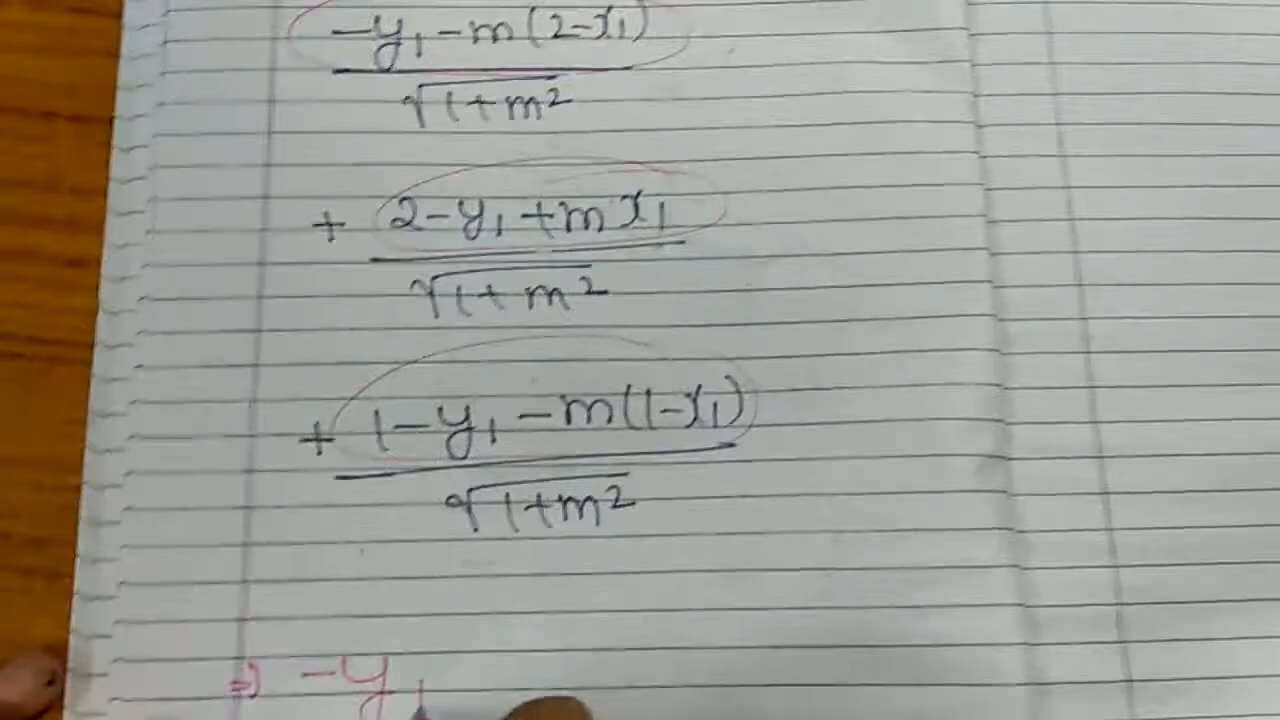 -y₁-m(2-x₁)
√1+m²
+ 2-y₁+mx₁
√1+m²
+ 1-y₁-m(1-x₁)
√1+m²
⇒ -y₁